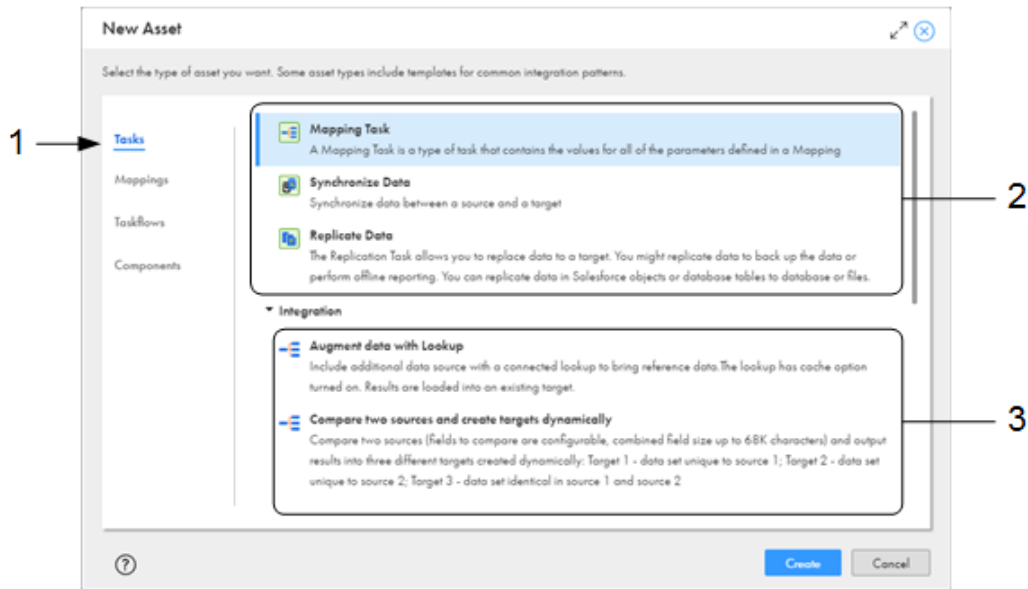 New Asset
Select the type of asset you want. Some asset types include templates for common integration patterns.
1
Tasks
Mappings
Taskflows
Components
Mapping Task
A Mapping Task is a type of task that contains the values for all of the parameters defined in a Mapping
Synchronize Data
Synchronize data between a source and a target
Replicate Data
The Replication Task allows you to replace data to a target. You might replicate data to back up the data or
perform offline reporting. You can replicate data in Salesforce objects or database tables to database or files.
2
Integration
Augment data with Lookup
Include additional data source with a connected lookup to bring reference data.The lookup has cache option
turned on. Results are loaded into an existing target.
Compare two sources and create targets dynamically
Compare two sources (fields to compare are configurable, combined field size up to 68K characters) and output
results into three different targets created dynamically: Target 1 - data set unique to source 1; Target 2 - data set
unique to source 2; Target 3 - data set identical in source 1 and source 2
3
?
Create
Cancel